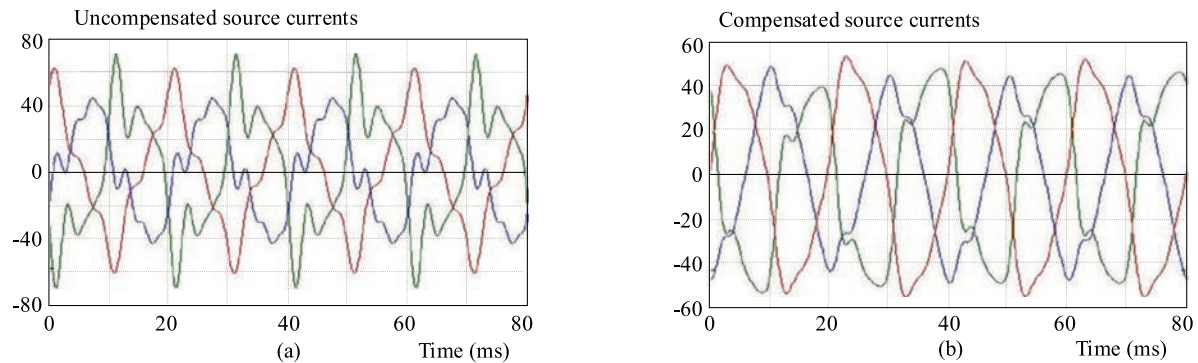 Uncompensated source currents
80
40
0
-40
-80
0 20 40 60 80
(a) Time (ms)
Compensated source currents
60
40
20
0
-20
-40
-60
0 20 40 60 80
(b) Time (ms)